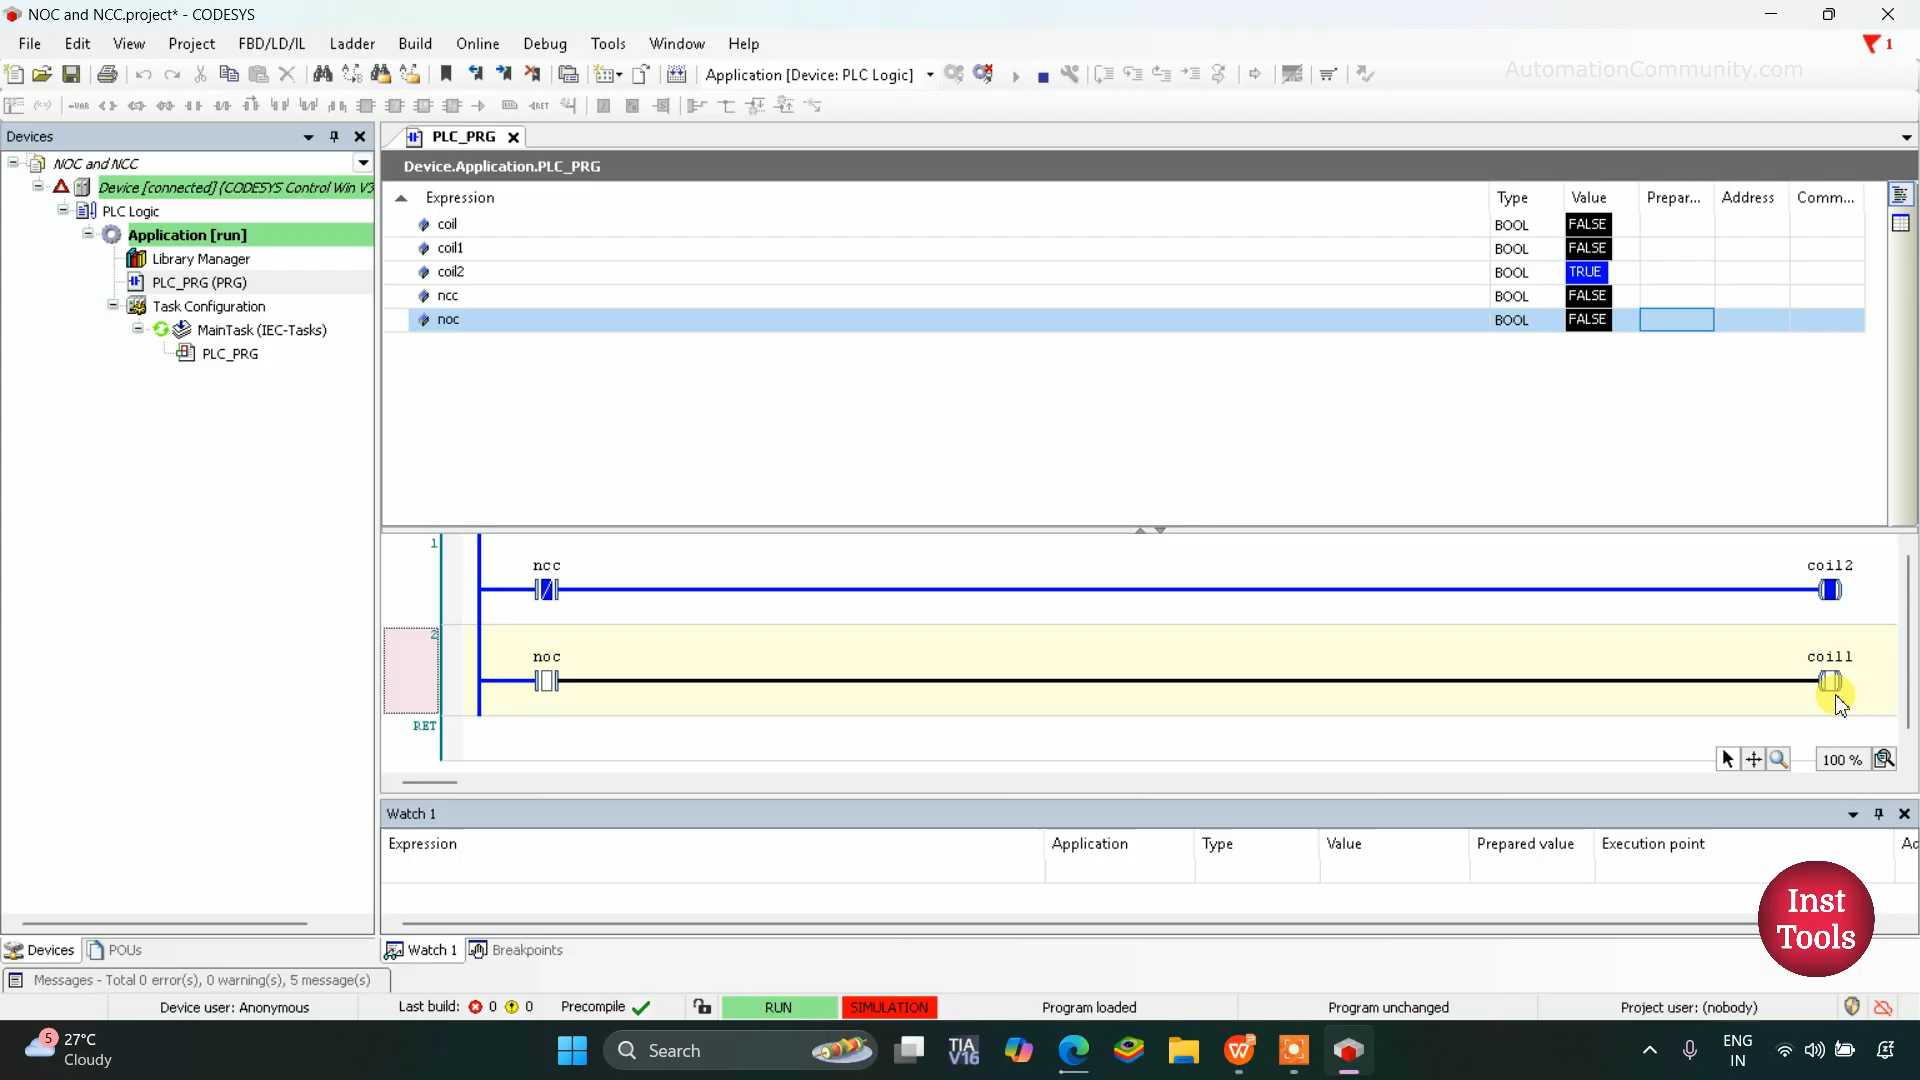 NOC and NCC.project* - CODESYS
File Edit View Project FBD/LD/IL Ladder Build Online Debug Tools Window Help
1
Application [Device: PLC Logic]
AutomationCommunity.com
Devices
PLC_PRG
NOC and NCC
Device.Application.PLC_PRG
Device [connected] (CODESYS Control Win V3
Expression Type Value Prepar... Address Comm...
PLC Logic
coil BOOL FALSE
Application [run]
coil1 BOOL FALSE
Library Manager
coil2 BOOL TRUE
PLC_PRG (PRG)
ncc BOOL FALSE
Task Configuration
noc BOOL FALSE
MainTask (IEC-Tasks)
PLC_PRG
1
ncc coil2
2
noc coil1
RET
100 %
Watch 1
Expression Application Type Value Prepared value Execution point Ac
Inst
Tools
Devices POUs Watch 1 Breakpoints
Messages - Total 0 error(s), 0 warning(s), 5 message(s)
Device user: Anonymous Last build: 0 0 Precompile RUN SIMULATION Program loaded Program unchanged Project user: (nobody)
5 27°C
Cloudy
Search
TIA
V16
ENG
IN